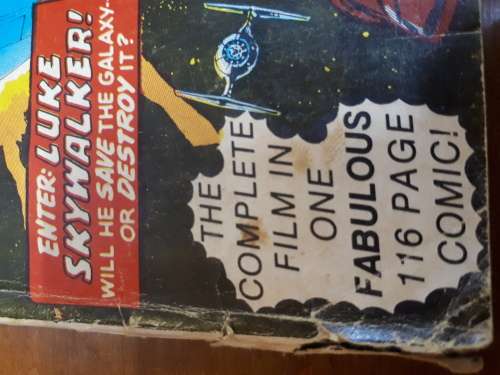 ENTER: LUKE
SKYWALKER!
WILL HE SAVE THE GALAXY--
OR DESTROY IT?
THE
COMPLETE
FILM IN
ONE
FABULOUS
116 PAGE
COMIC!